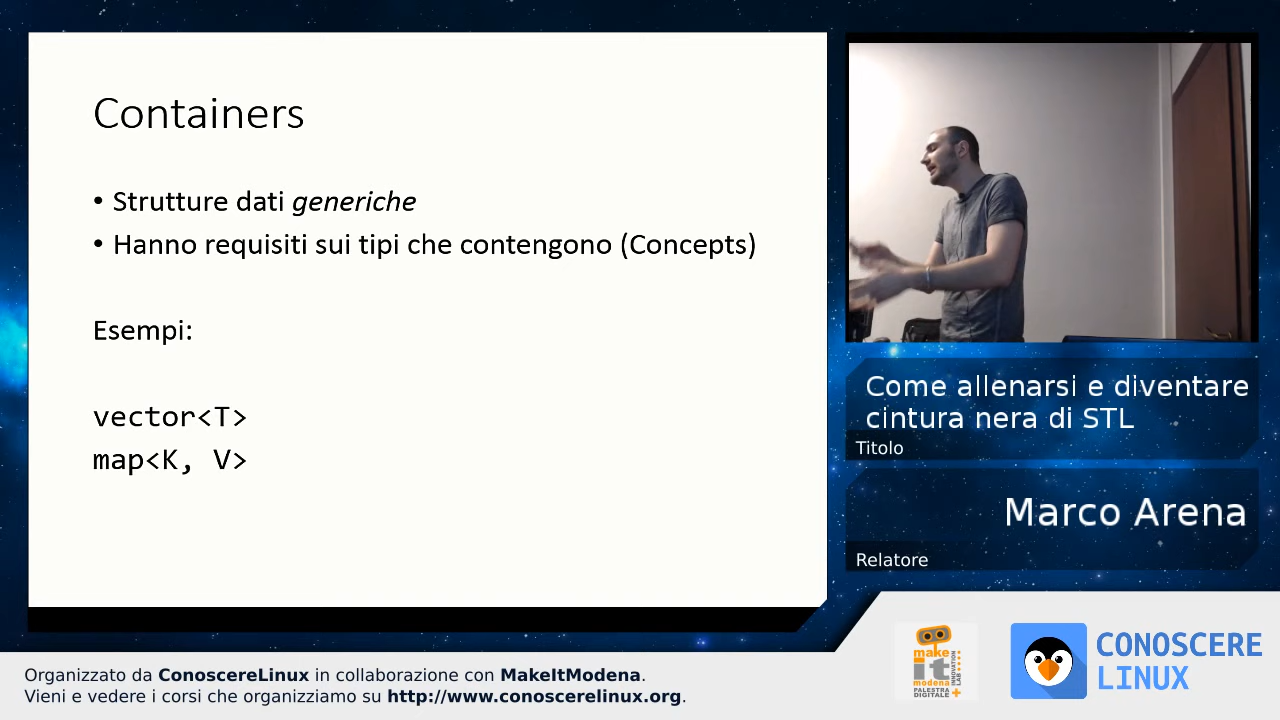 Containers
• Strutture dati generiche
• Hanno requisiti sui tipi che contengono (Concepts)
Esempi:
vector<T>
map<K, V>
Come allenarsi e diventare
cintura nera di STL
Titolo
Marco Arena
Relatore
make
it
modena
PALESTRA
DIGITALE
INNOVATION
LAB
CONOSCERE
LINUX
Organizzato da ConoscereLinux in collaborazione con MakeItModena.
Vieni e vedere i corsi che organizziamo su http://www.conoscerelinux.org.